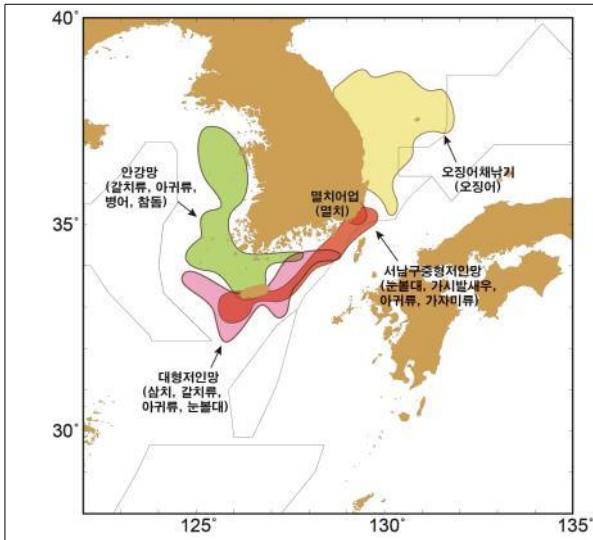 40°
35°
30°
125°
130°
135°
안강망
(갈치류, 아귀류,
병어, 참돔)
멸치어업
(멸치)
오징어채낚기
(오징어)
서남구중형저인망
(눈볼대, 가시발새우,
아귀류, 가자미류)
대형저인망
(삼치, 갈치류,
아귀류, 눈볼대)